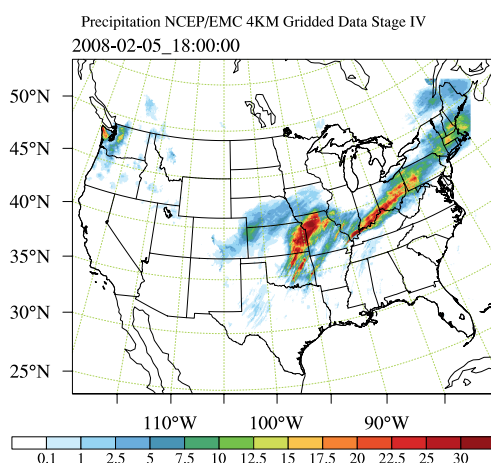 Precipitation NCEP/EMC 4KM Gridded Data Stage IV
2008-02-05_18:00:00
50°N
45°N
40°N
35°N
30°N
25°N
110°W 100°W 90°W
0.1 1 2.5 5 7.5 10 12.5 15 17.5 20 22.5 25 30